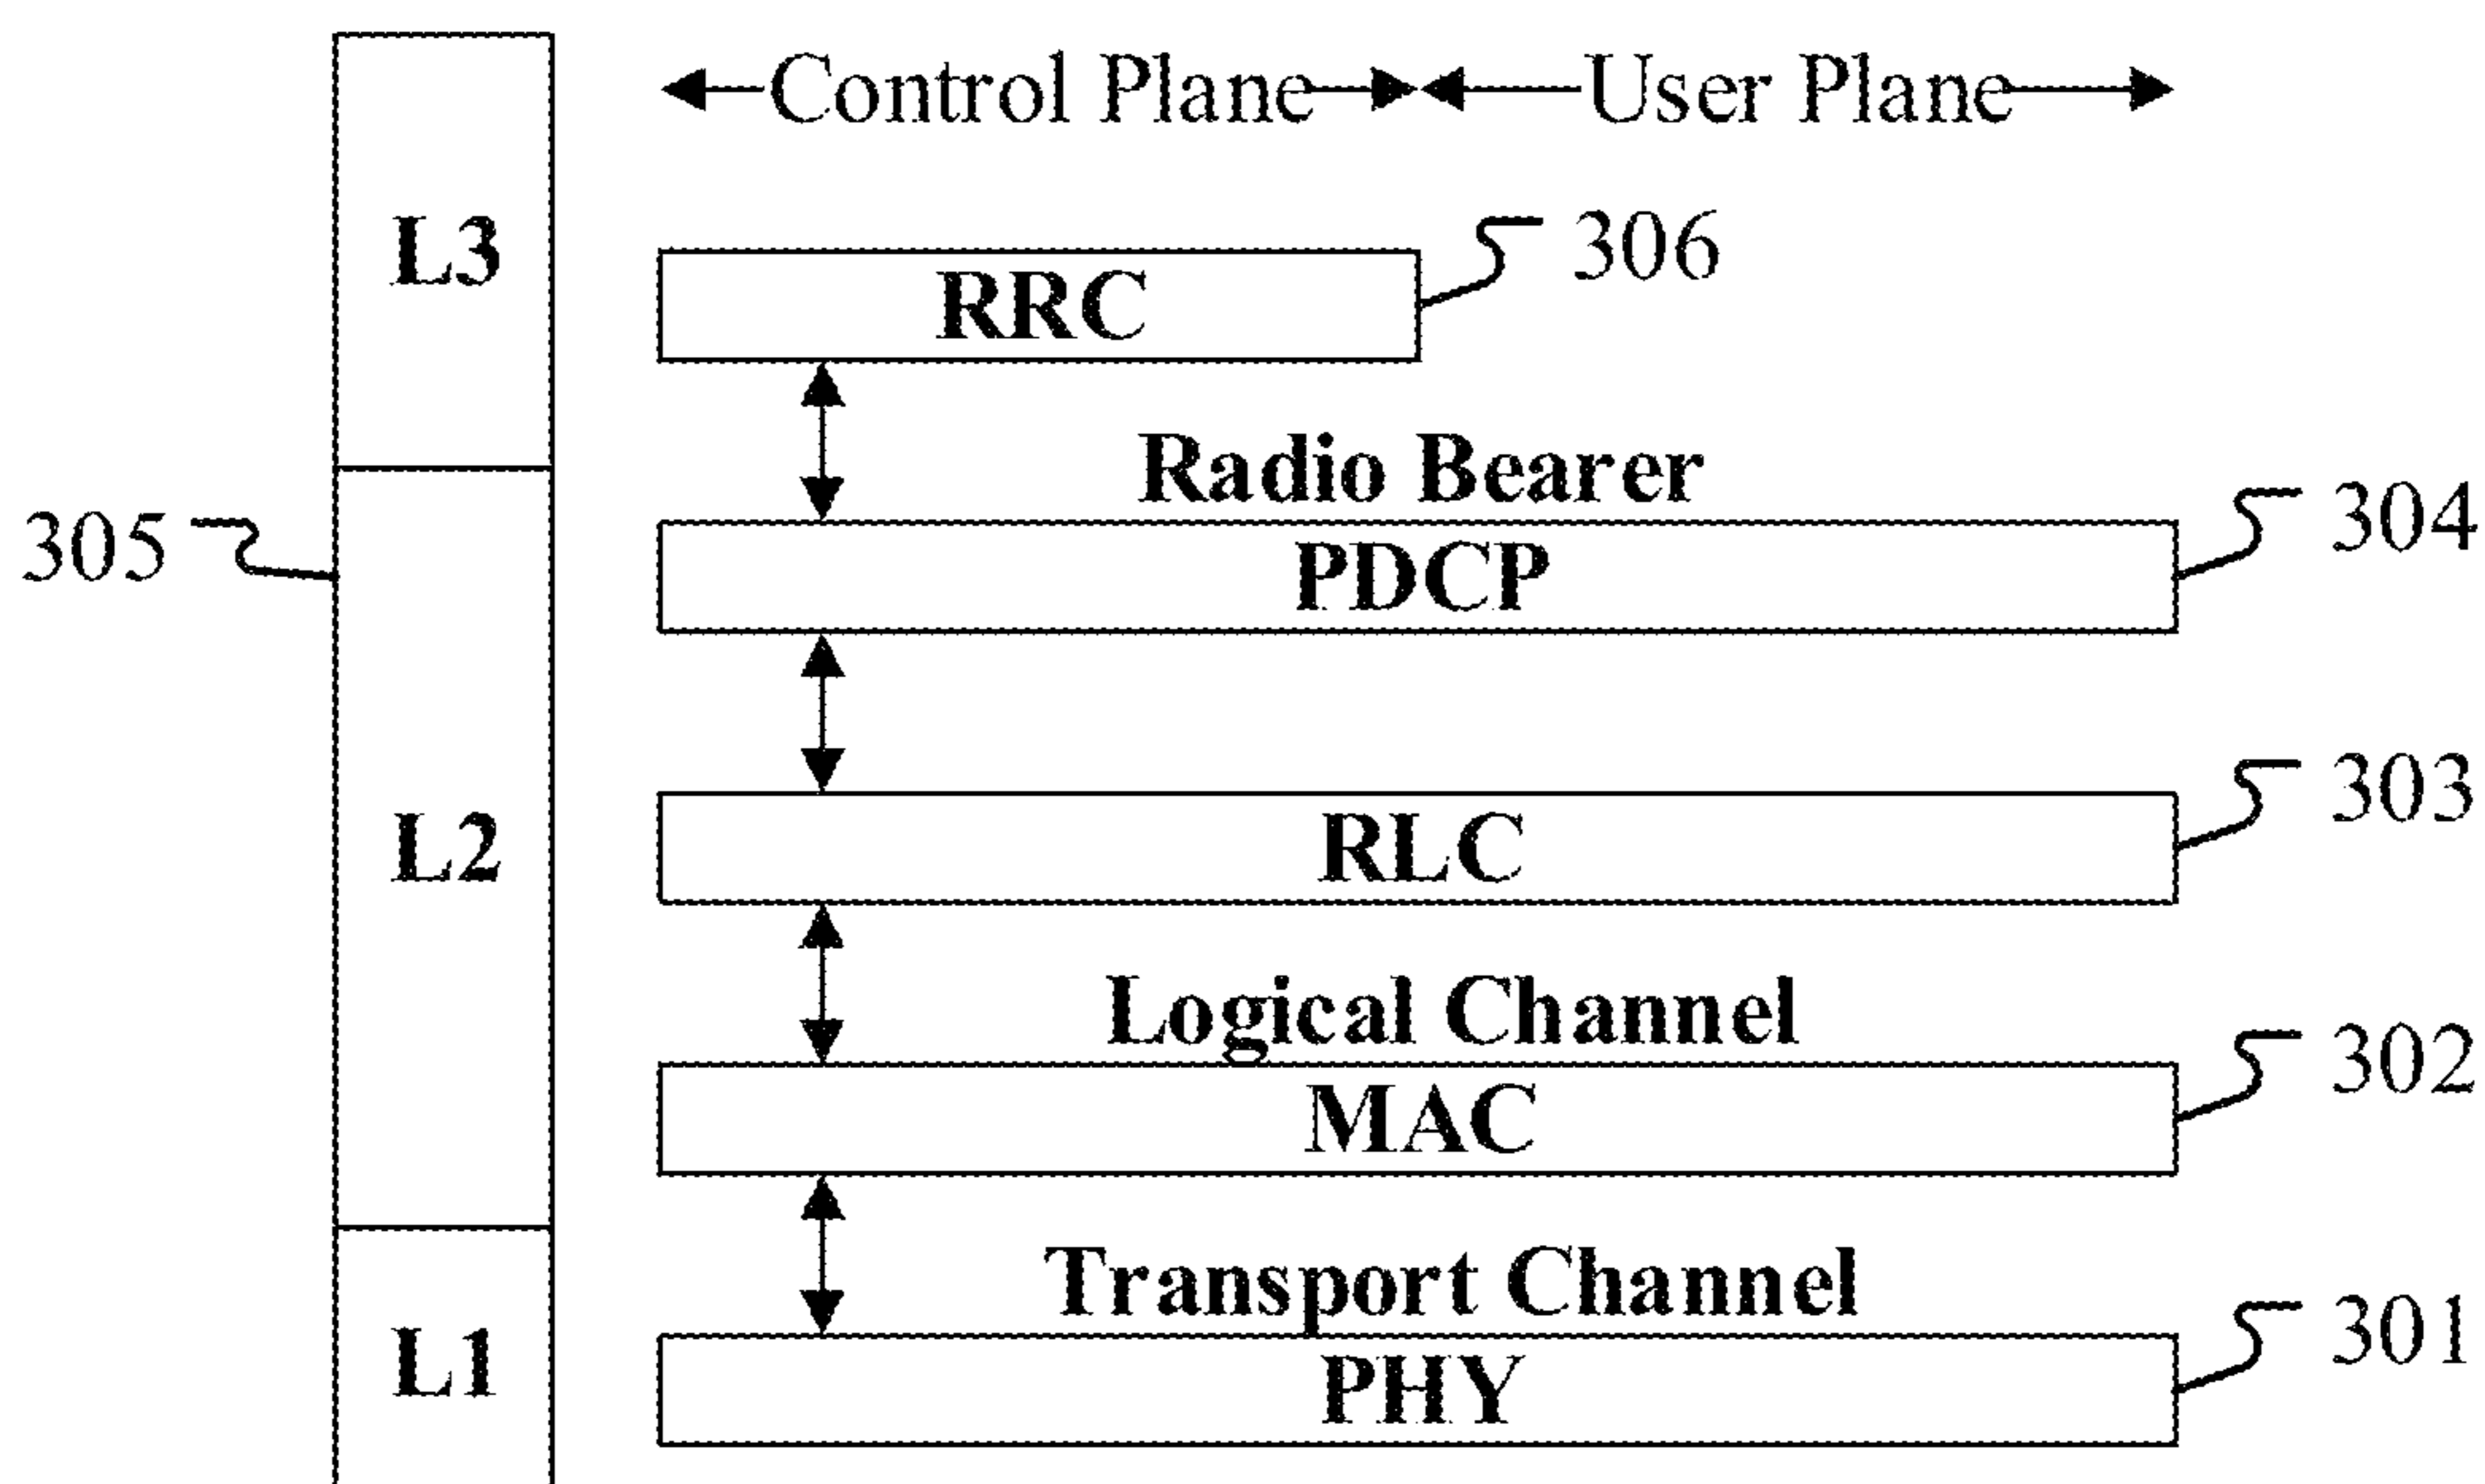 Control Plane User Plane
L3
RRC
306
Radio Bearer
305
PDCP
304
L2
RLC
303
Logical Channel
MAC
302
Transport Channel
L1
PHY
301